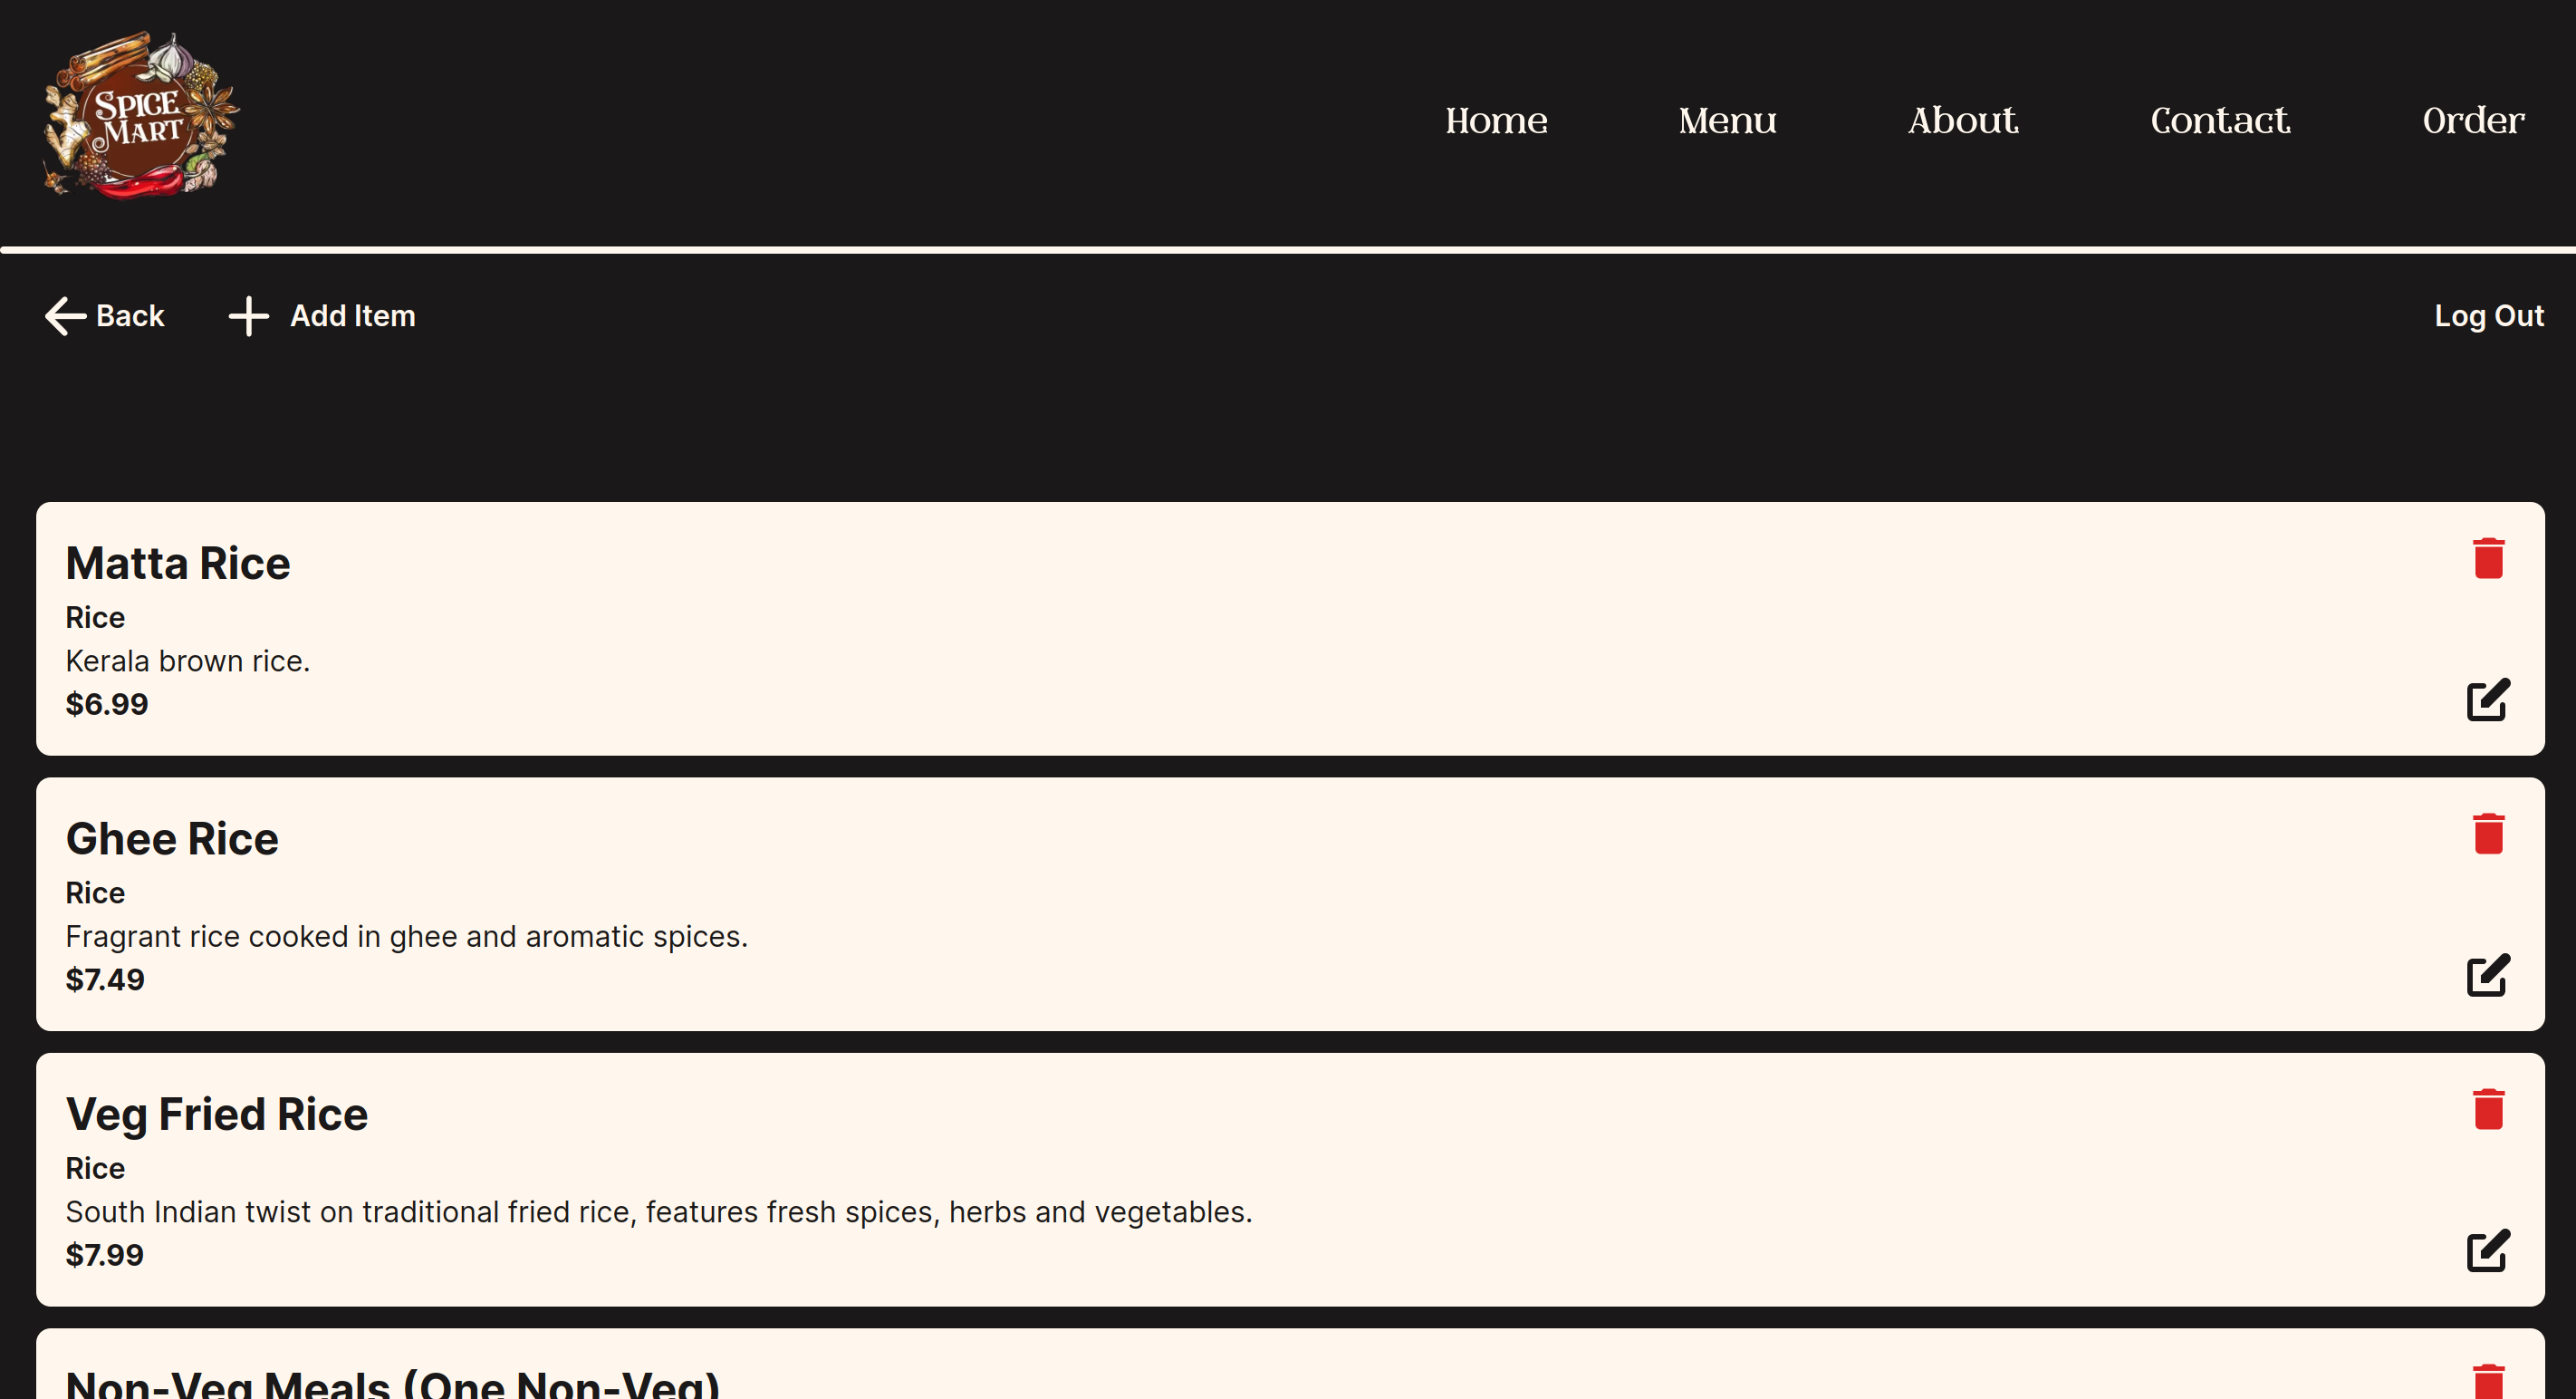 SPICE
MART
Home Menu About Contact Order
Back Add Item Log Out
Matta Rice
Rice
Kerala brown rice.
$6.99
Ghee Rice
Rice
Fragrant rice cooked in ghee and aromatic spices.
$7.49
Veg Fried Rice
Rice
South Indian twist on traditional fried rice, features fresh spices, herbs and vegetables.
$7.99
Non-Veg Meals (One Non-Veg)